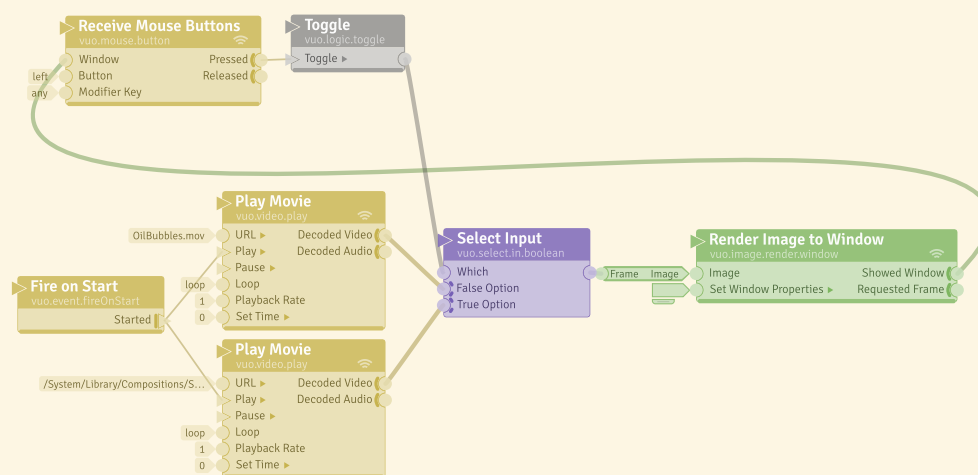 Receive Mouse Buttons
vuo.mouse.button
Window
Pressed
left
Button
Released
any
Modifier Key
Toggle
vuo.logic.toggle
Toggle
Play Movie
vuo.video.play
OilBubbles.mov
URL
Decoded Video
Play
Decoded Audio
Pause
loop
Loop
1
Playback Rate
0
Set Time
Fire on Start
vuo.event.fireOnStart
Started
Play Movie
vuo.video.play
/System/Library/Compositions/S...
URL
Decoded Video
Play
Decoded Audio
Pause
loop
Loop
1
Playback Rate
0
Set Time
Select Input
vuo.select.in.boolean
Which
False Option
True Option
Frame Image
Render Image to Window
vuo.image.render.window
Image
Showed Window
Set Window Properties
Requested Frame